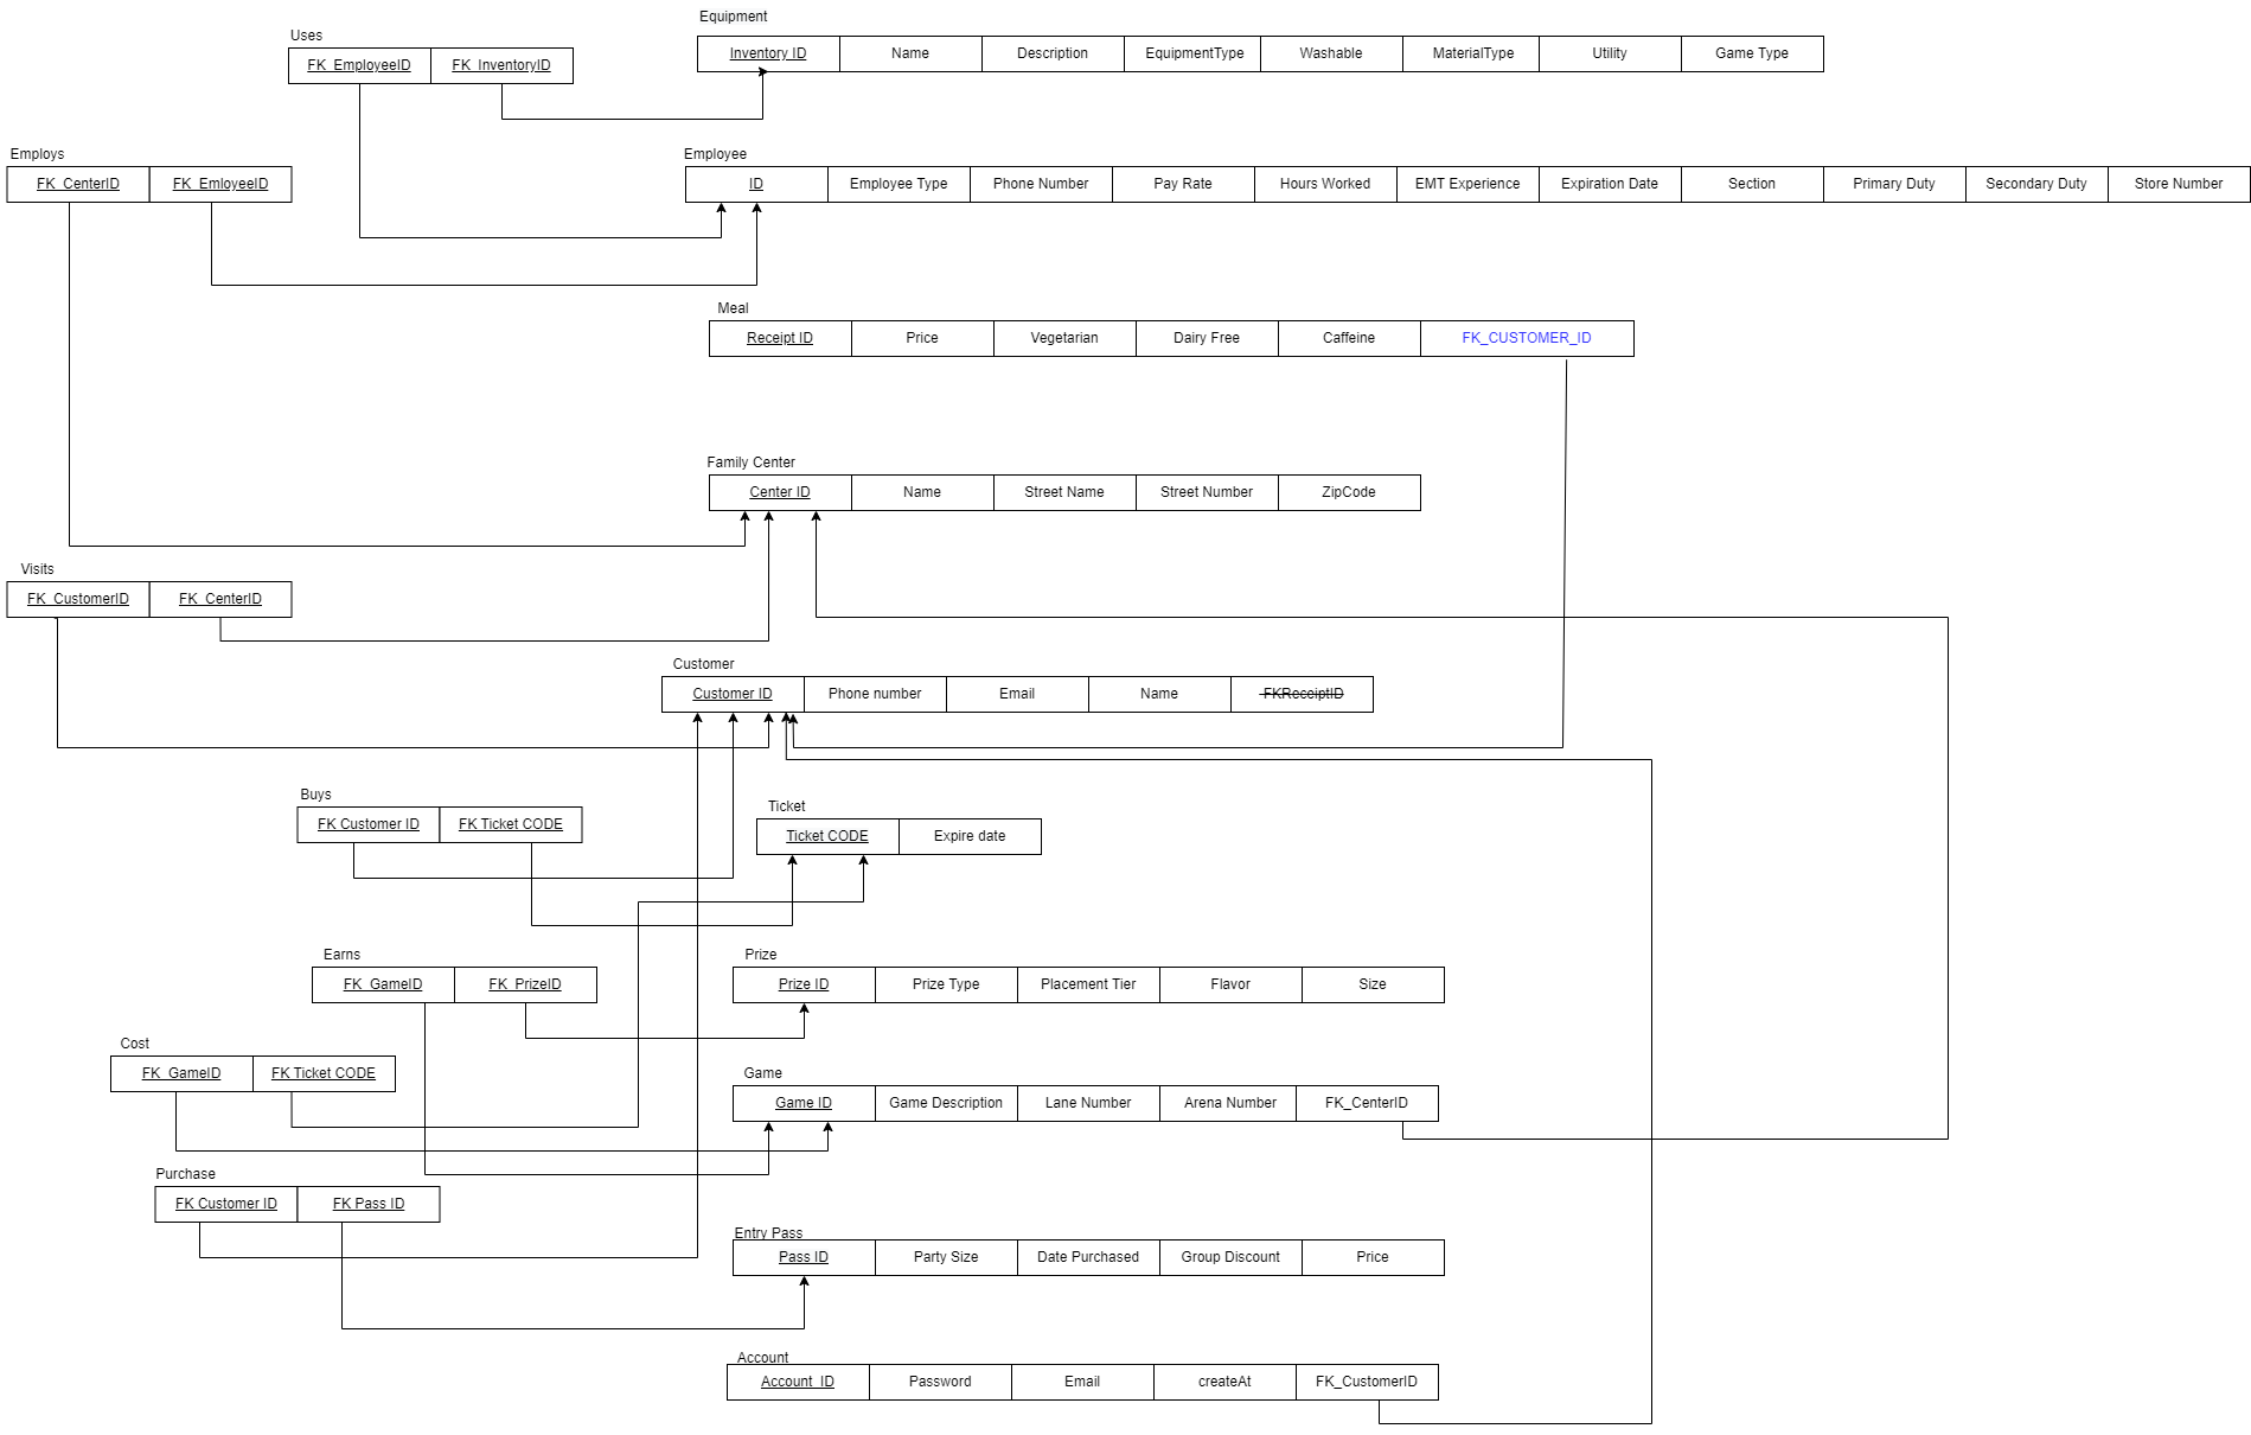 Equipment
Inventory ID Name Description EquipmentType Washable MaterialType Utility Game Type
Uses
FK_EmployeeID FK_InventoryID
Employs
FK_CenterID FK_EmloyeeID
Employee
ID Employee Type Phone Number Pay Rate Hours Worked EMT Experience Expiration Date Section Primary Duty Secondary Duty Store Number
Meal
Receipt ID Price Vegetarian Dairy Free Caffeine FK_CUSTOMER_ID
Family Center
Center ID Name Street Name Street Number ZipCode
Visits
FK_CustomerID FK_CenterID
Customer
Customer ID Phone number Email Name FKReceiptID
Buys
FK Customer ID FK Ticket CODE
Ticket
Ticket CODE Expire date
Earns
FK_GameID FK_PrizeID
Prize
Prize ID Prize Type Placement Tier Flavor Size
Cost
FK_GameID FK Ticket CODE
Game
Game ID Game Description Lane Number Arena Number FK_CenterID
Purchase
FK Customer ID FK Pass ID
Entry Pass
Pass ID Party Size Date Purchased Group Discount Price
Account
Account_ID Password Email createAt FK_CustomerID